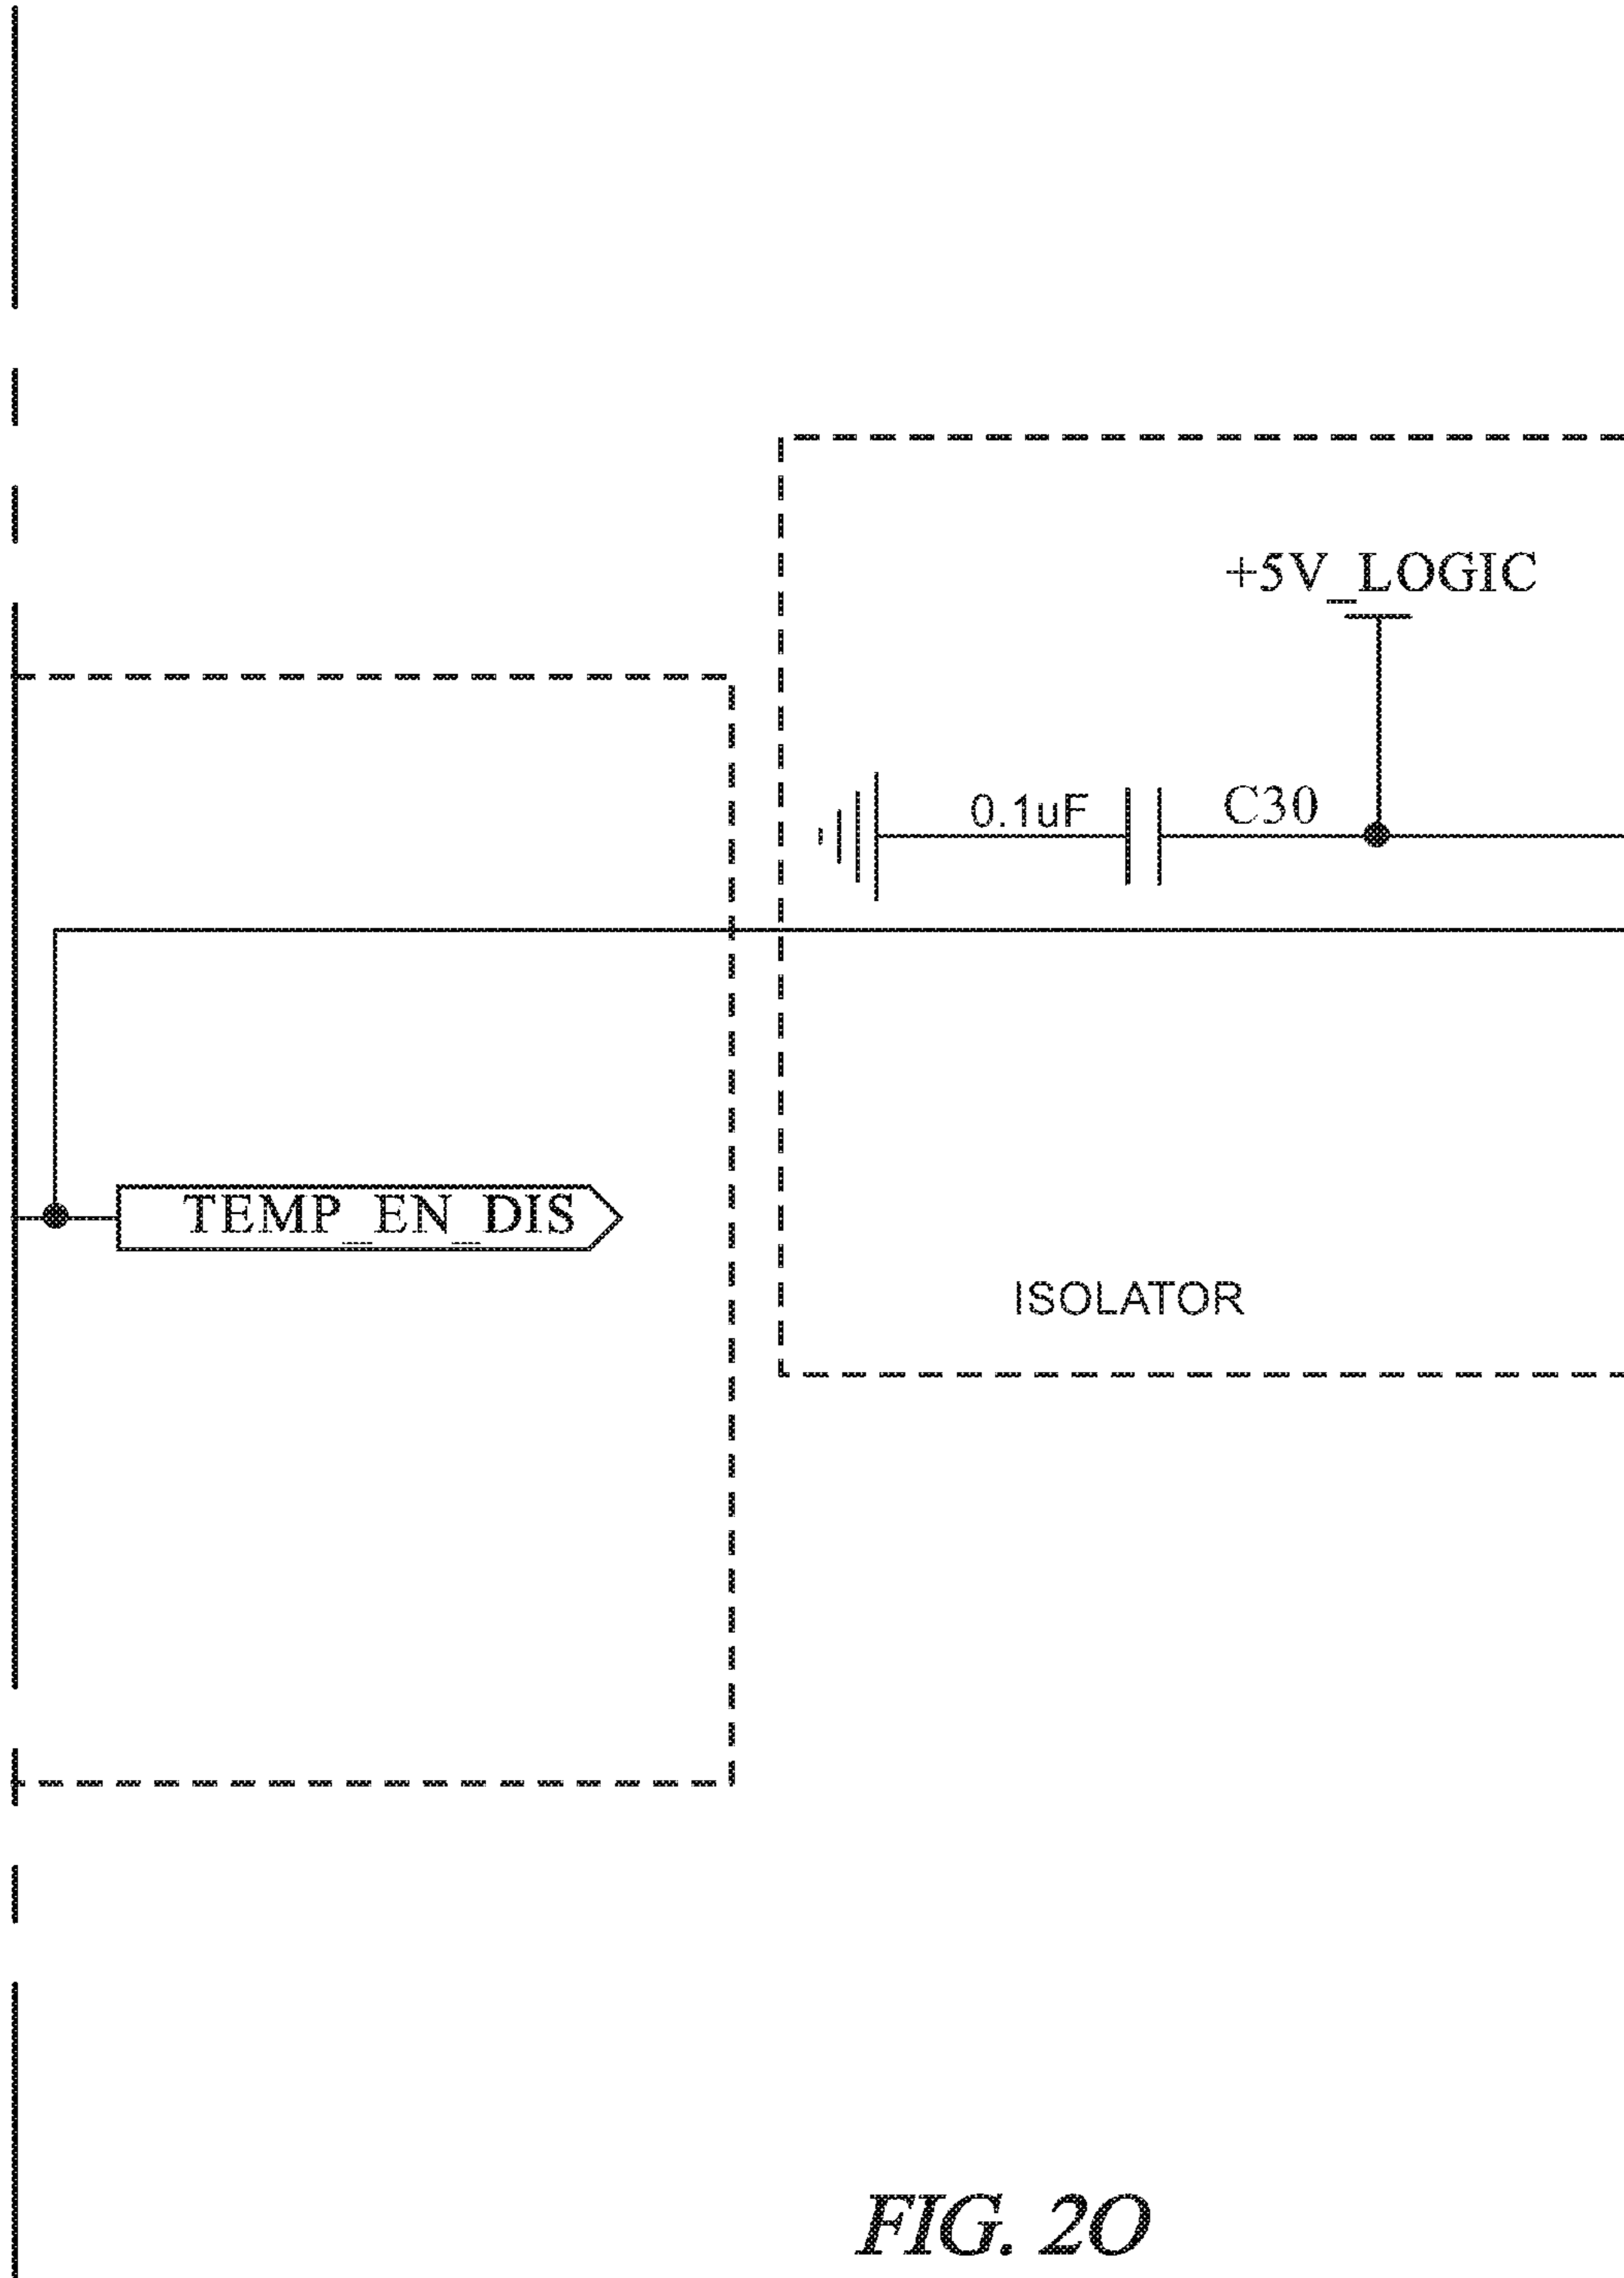 +5V_LOGIC
0.1uF
C30
TEMP_EN_DIS
ISOLATOR
FIG. 2O